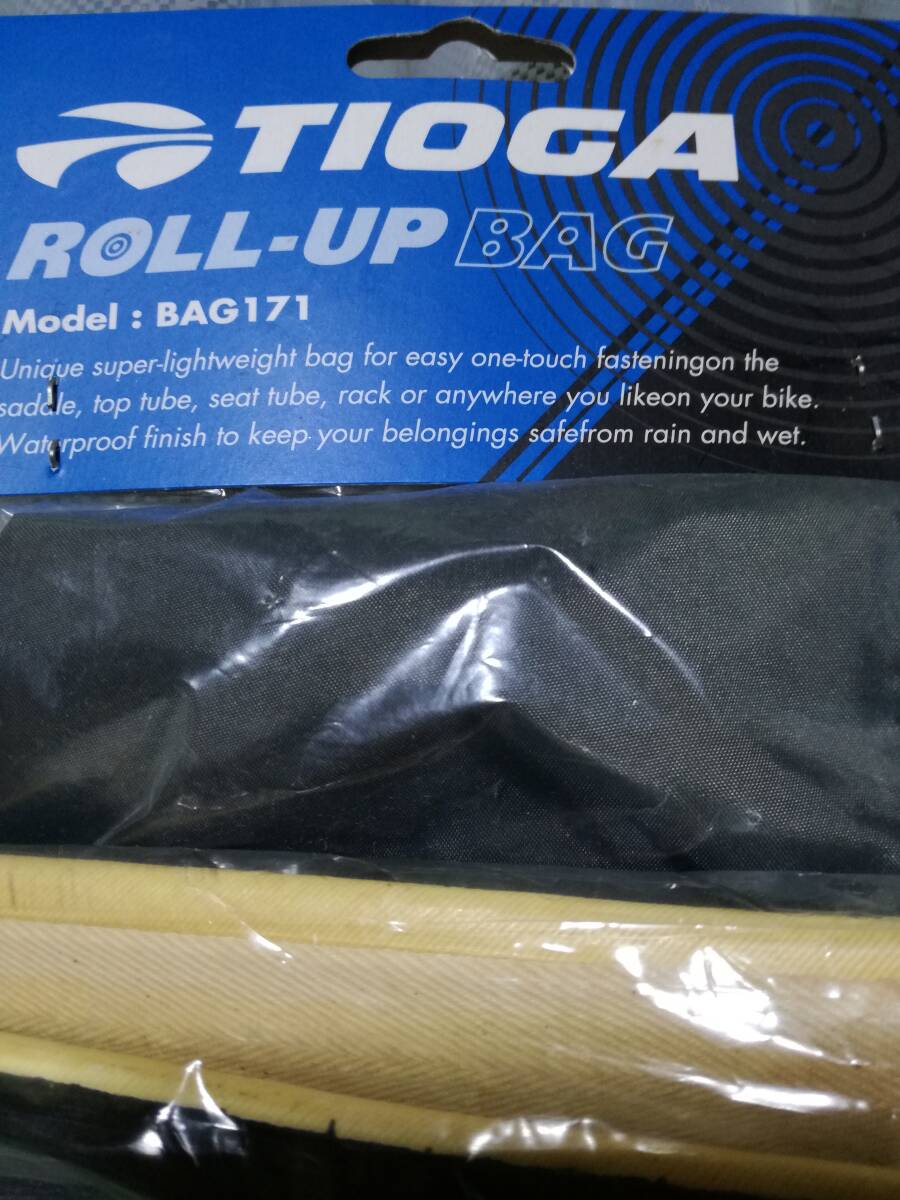 TIOGA
ROLL-UP BAG
Model : BAG171
Unique super-lightweight bag for easy one-touch fasteningon the
saddle, top tube, seat tube, rack or anywhere you likeon your bike.
Waterproof finish to keep your belongings safefrom rain and wet.